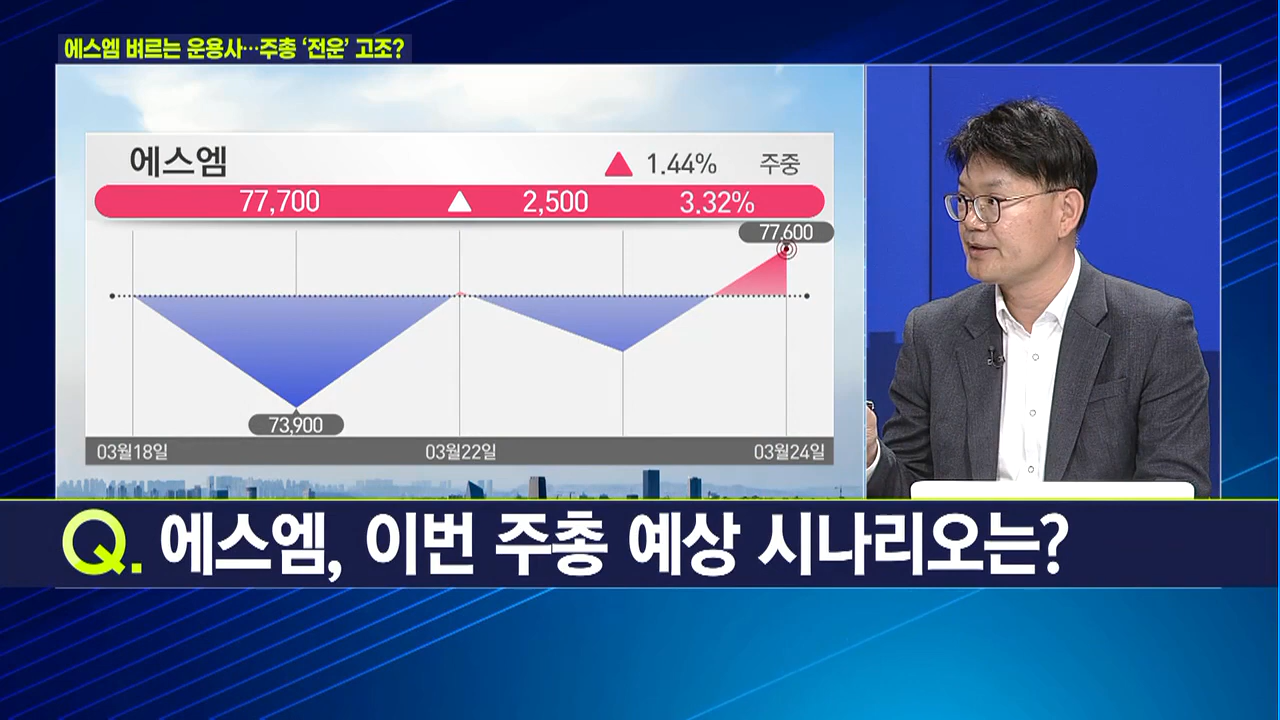 에스엠 벼르는 운용사…주총 ‘전운’ 고조?
에스엠 ▲ 1.44% 주중
77,700 ▲ 2,500 3.32%
77,600
73,900
03월18일 03월22일 03월24일
Q. 에스엠, 이번 주총 예상 시나리오는?